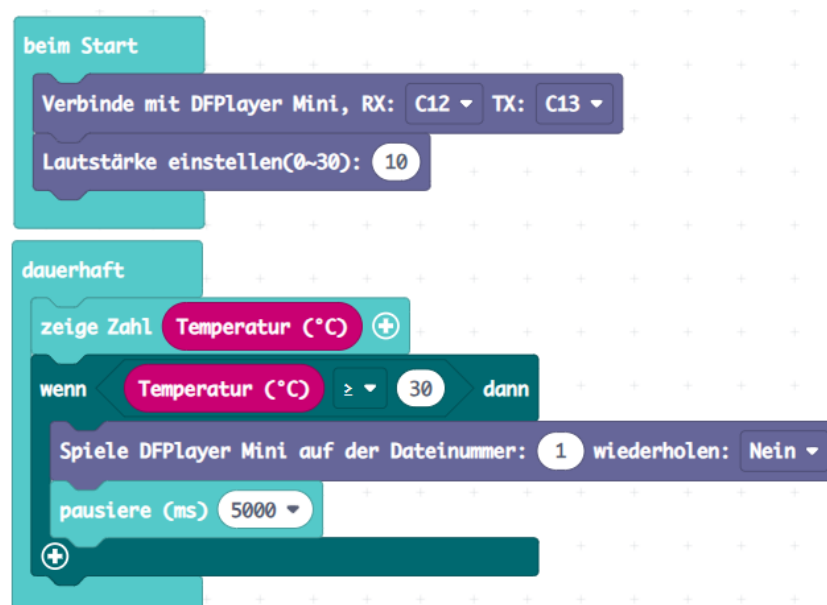 beim Start
Verbinde mit DFPlayer Mini, RX: C12 TX: C13
Lautstärke einstellen(0~30): 10
dauerhaft
zeige Zahl Temperatur (°C)
wenn Temperatur (°C) ≥ 30 dann
Spiele DFPlayer Mini auf der Dateinummer: 1 wiederholen: Nein
pausiere (ms) 5000